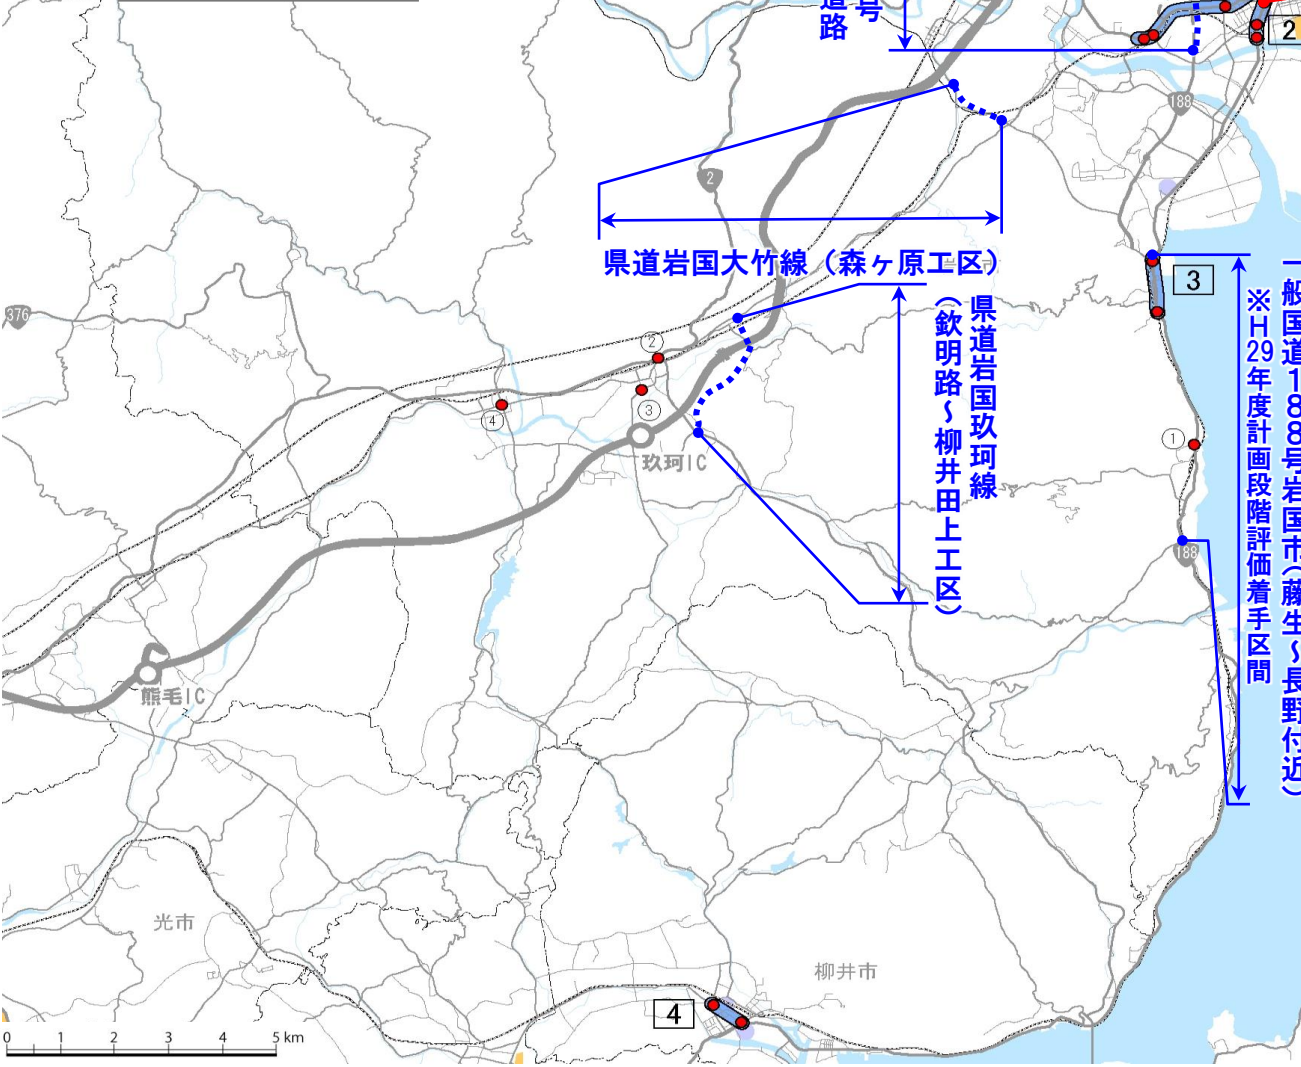 号
道路
2
188
2
県道岩国大竹線（森ヶ原工区）
3
一般国道188号岩国市（藤生～長野付近）
※H29年度計画段階評価着手区間
376
県道岩国玖珂線
（欽明路～柳井田上工区）
②
③
④
①
玖珂IC
188
熊毛IC
光市
柳井市
4
0 1 2 3 4 5 km